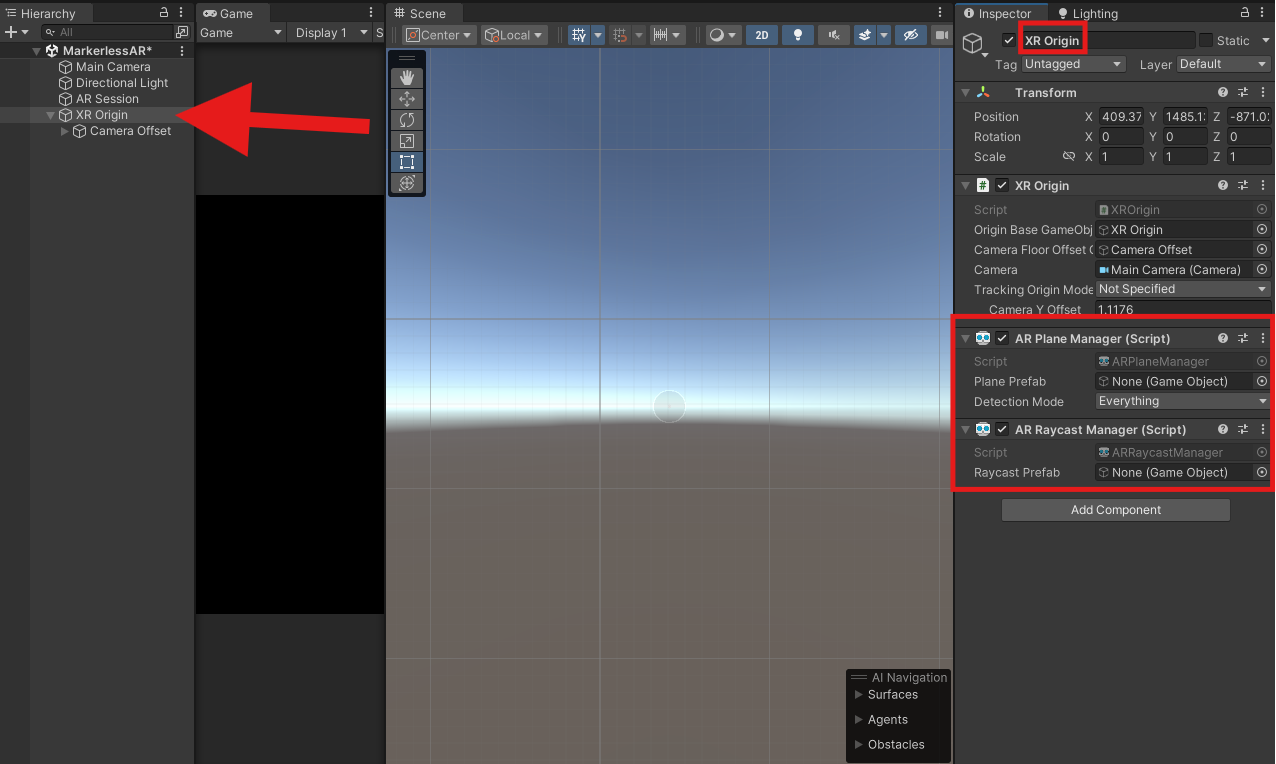 Hierarchy
All
MarkerlessAR*
Main Camera
Directional Light
AR Session
XR Origin
Camera Offset
Game
Game Display 1 S
Scene
Center Local 2D
AI Navigation
Surfaces
Agents
Obstacles
Inspector Lighting
XR Origin Static
Tag Untagged Layer Default
Transform
Position X 409.37 Y 1485.1 Z -871.0
Rotation X 0 Y 0 Z 0
Scale X 1 Y 1 Z 1
# XR Origin
Script XROrigin
Origin Base GameObj XR Origin
Camera Floor Offset Camera Offset
Camera Main Camera (Camera)
Tracking Origin Mode Not Specified
Camera Y Offset 1.1176
AR Plane Manager (Script)
Script ARPlaneManager
Plane Prefab None (Game Object)
Detection Mode Everything
AR Raycast Manager (Script)
Script ARRaycastManager
Raycast Prefab None (Game Object)
Add Component